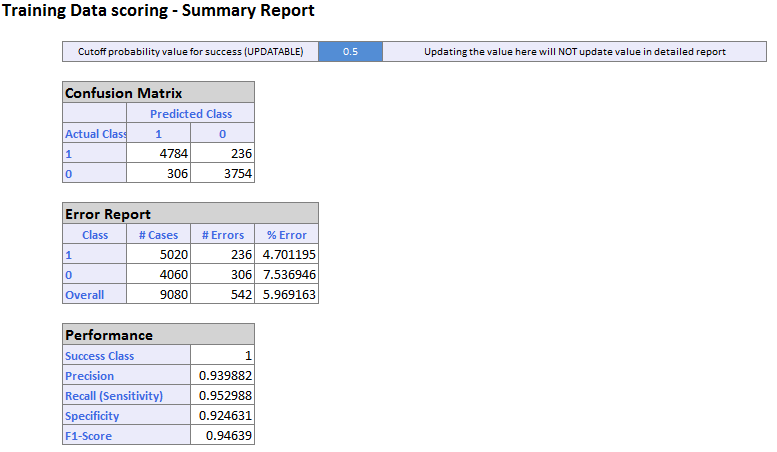 Training Data scoring - Summary Report
Cutoff probability value for success (UPDATABLE) 0.5 Updating the value here will NOT update value in detailed report
Confusion Matrix
Predicted Class
Actual Class 1 0
1 4784 236
0 306 3754
Error Report
Class # Cases # Errors % Error
1 5020 236 4.701195
0 4060 306 7.536946
Overall 9080 542 5.969163
Performance
Success Class 1
Precision 0.939882
Recall (Sensitivity) 0.952988
Specificity 0.924631
F1-Score 0.94639